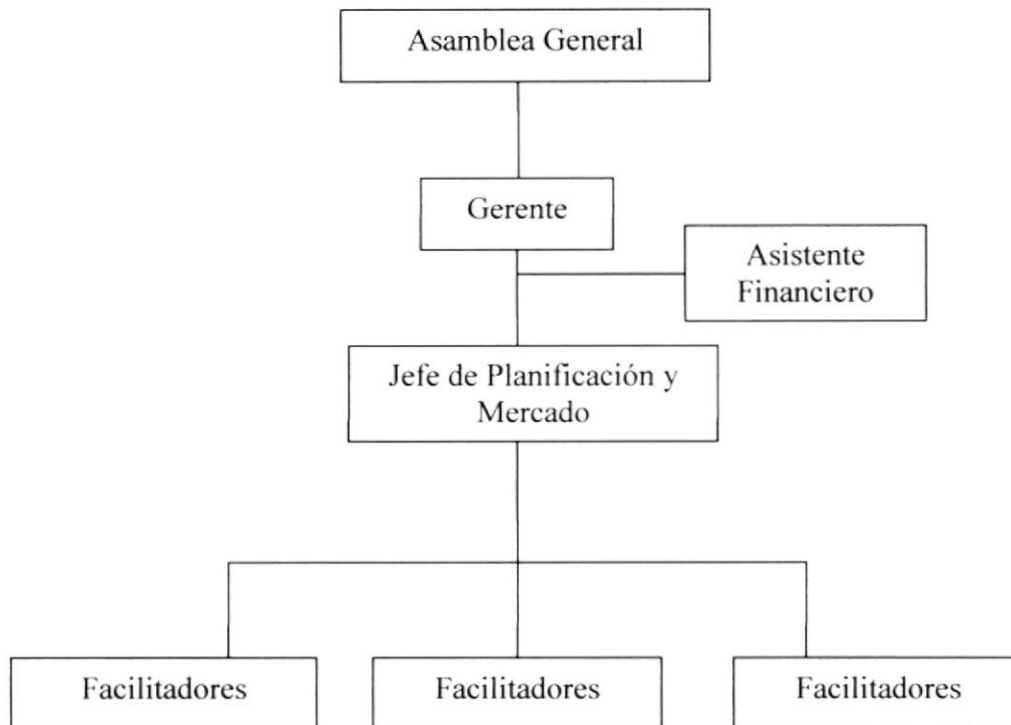 Asamblea General
Gerente
Asistente
Financiero
Jefe de Planificación y
Mercado
Facilitadores
Facilitadores
Facilitadores